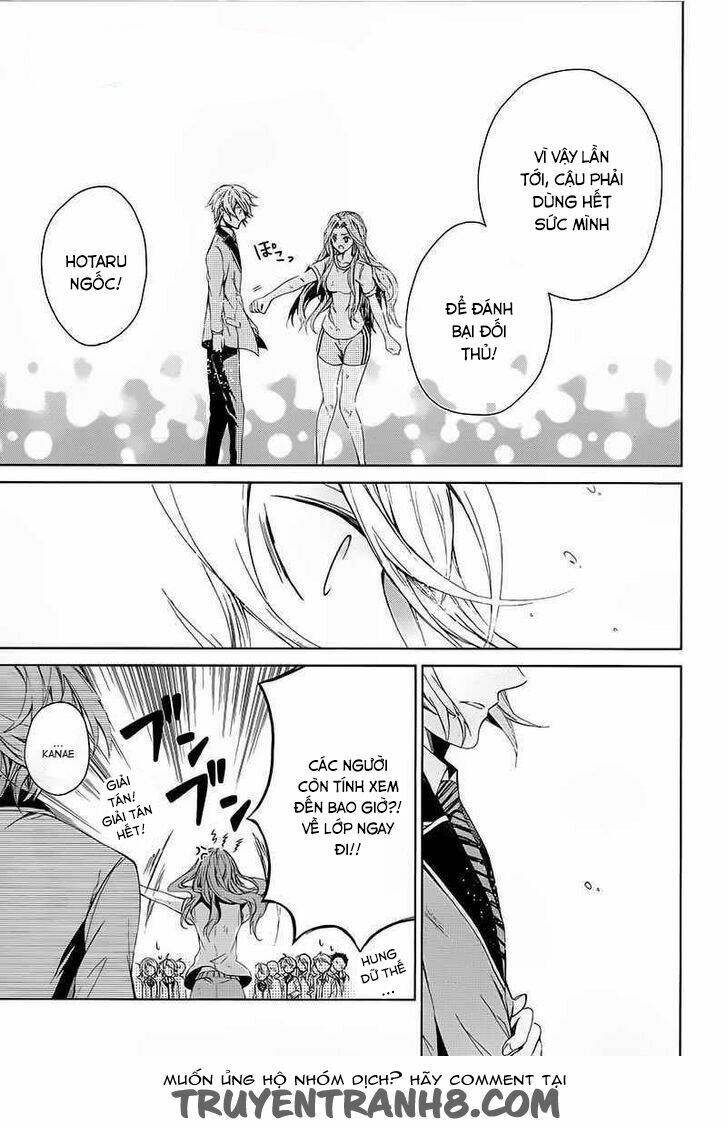 VÌ VẬY LẦN
TỚI, CẬU PHẢI
DÙNG HẾT
SỨC MÌNH
ĐỂ ĐÁNH
BẠI ĐỐI
THỦ!
ぽこっ
HOTARU
NGỐC!
CÁC NGƯỜI
CÒN TÍNH XEM
ĐẾN BAO GIỜ?!
VỀ LỚP NGAY
ĐI!!
ブン
ブン
GIẢI
TÁN!
GIẢI TÁN
HẾT!
...
KANAE
HUNG
DỮ THẾ
...
MUỐN ỦNG HỘ NHÓM DỊCH? HÃY COMMENT TẠI
TRUYENTRANH8.COM